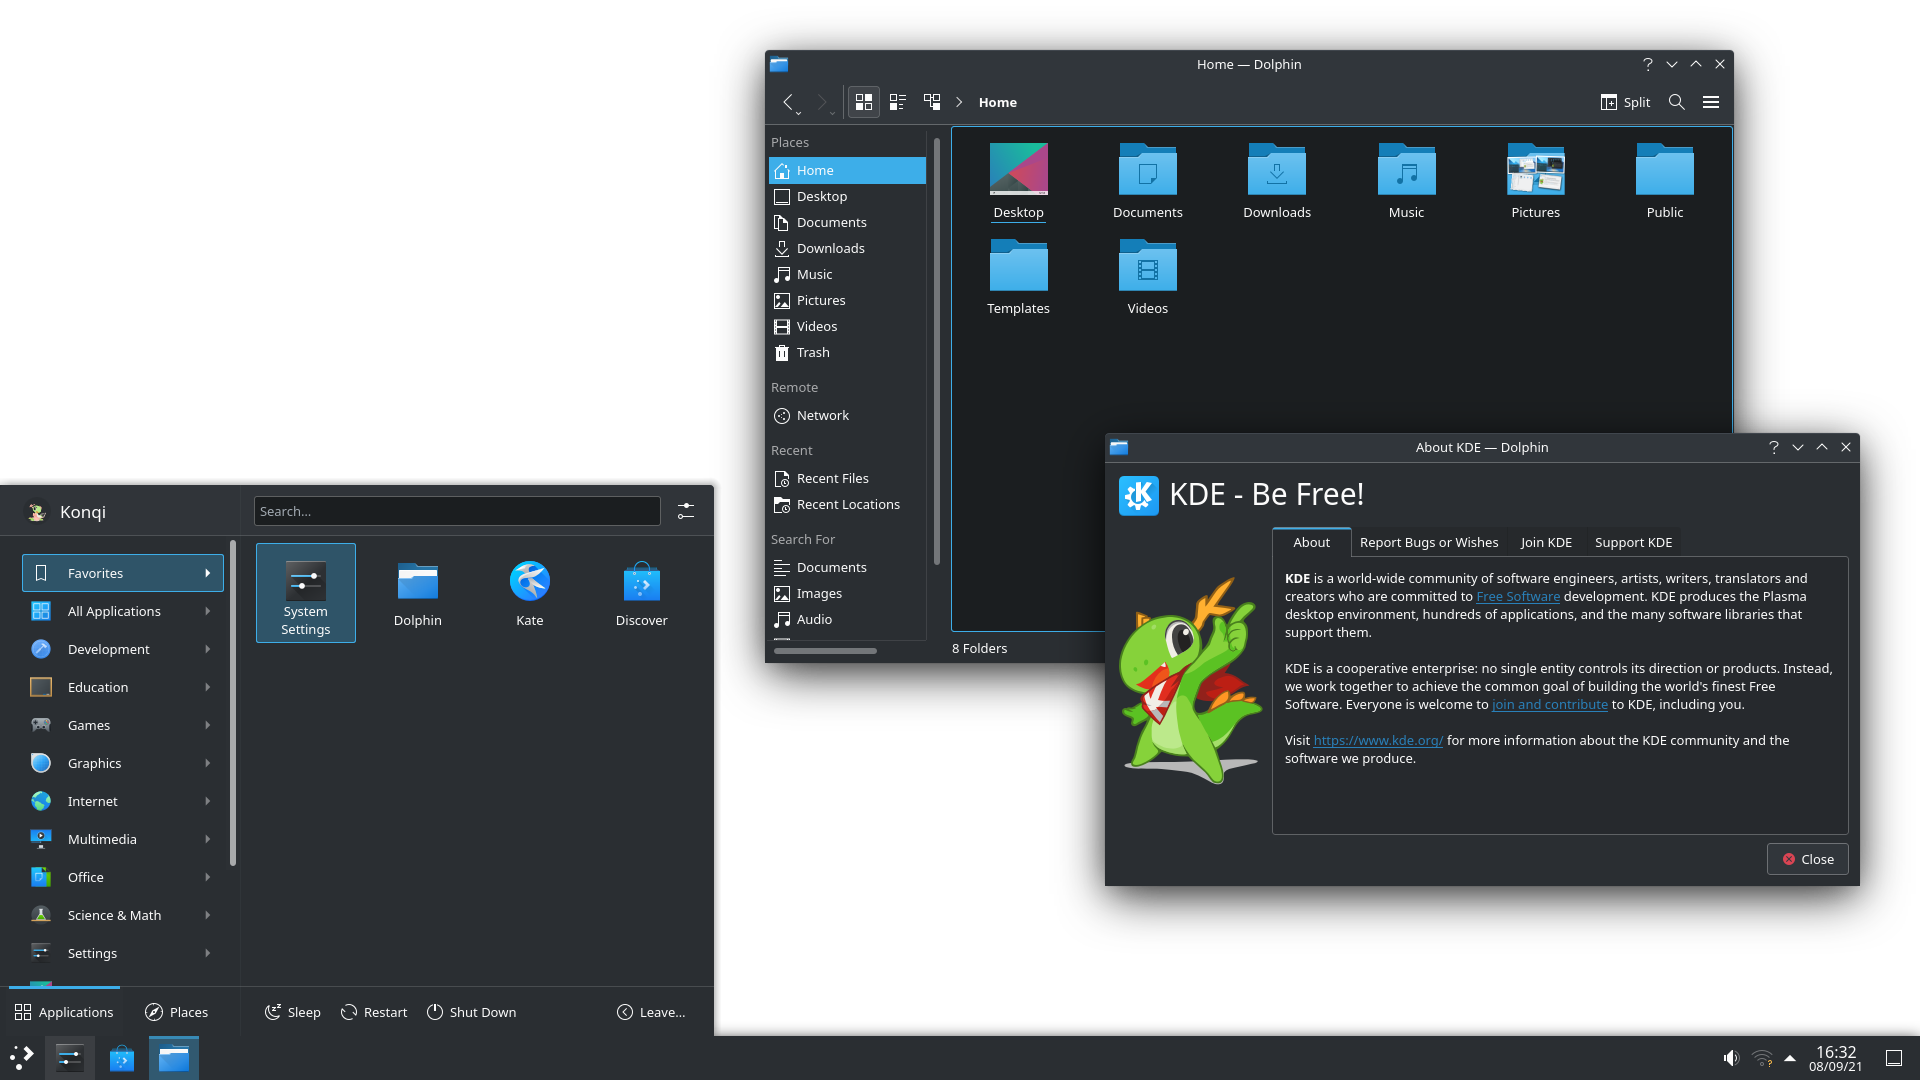 Home — Dolphin
Home
Split
Places
Home
Desktop
Documents
Downloads
Music
Pictures
Videos
Trash
Remote
Network
Recent
Recent Files
Recent Locations
Search For
Documents
Images
Audio
Desktop
Documents
Downloads
Music
Pictures
Public
Templates
Videos
8 Folders
About KDE — Dolphin
KDE - Be Free!
About
Report Bugs or Wishes
Join KDE
Support KDE
KDE is a world-wide community of software engineers, artists, writers, translators and
creators who are committed to Free Software development. KDE produces the Plasma
desktop environment, hundreds of applications, and the many software libraries that
support them.
KDE is a cooperative enterprise: no single entity controls its direction or products. Instead,
we work together to achieve the common goal of building the world's finest Free
Software. Everyone is welcome to join and contribute to KDE, including you.
Visit https://www.kde.org/ for more information about the KDE community and the
software we produce.
Close
Konqi
Search...
Favorites
All Applications
Development
Education
Games
Graphics
Internet
Multimedia
Office
Science & Math
Settings
System
Settings
Dolphin
Kate
Discover
Applications
Places
Sleep
Restart
Shut Down
Leave...
16:32
08/09/21